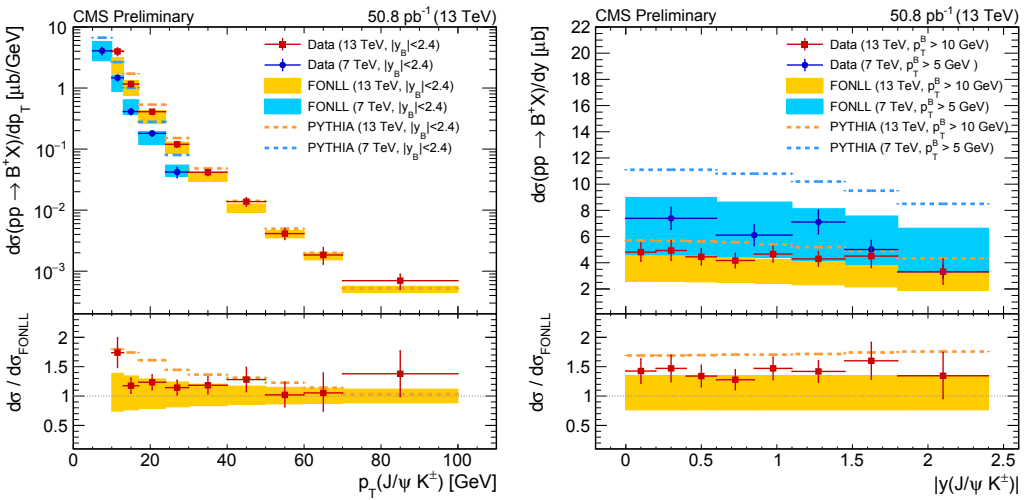 CMS Preliminary 50.8 pb⁻¹ (13 TeV)
dσ(pp → B⁺X)/dp_T [μb/GeV]
10
1
10⁻¹
10⁻²
10⁻³
Data (13 TeV, |y_B|<2.4)
Data (7 TeV, |y_B|<2.4)
FONLL (13 TeV, |y_B|<2.4)
FONLL (7 TeV, |y_B|<2.4)
PYTHIA (13 TeV, |y_B|<2.4)
PYTHIA (7 TeV, |y_B|<2.4)
dσ / dσ_FONLL
2
1.5
1
0.5
0 20 40 60 80 100
p_T(J/ψ K±) [GeV]
CMS Preliminary 50.8 pb⁻¹ (13 TeV)
dσ(pp → B⁺X)/dy [μb]
22
20
18
16
14
12
10
8
6
4
2
Data (13 TeV, p_T^B > 10 GeV)
Data (7 TeV, p_T^B > 5 GeV)
FONLL (13 TeV, p_T^B > 10 GeV)
FONLL (7 TeV, p_T^B > 5 GeV)
PYTHIA (13 TeV, p_T^B > 10 GeV)
PYTHIA (7 TeV, p_T^B > 5 GeV)
dσ / dσ_FONLL
2
1.5
1
0.5
0 0.5 1 1.5 2 2.5
|y(J/ψ K±)|